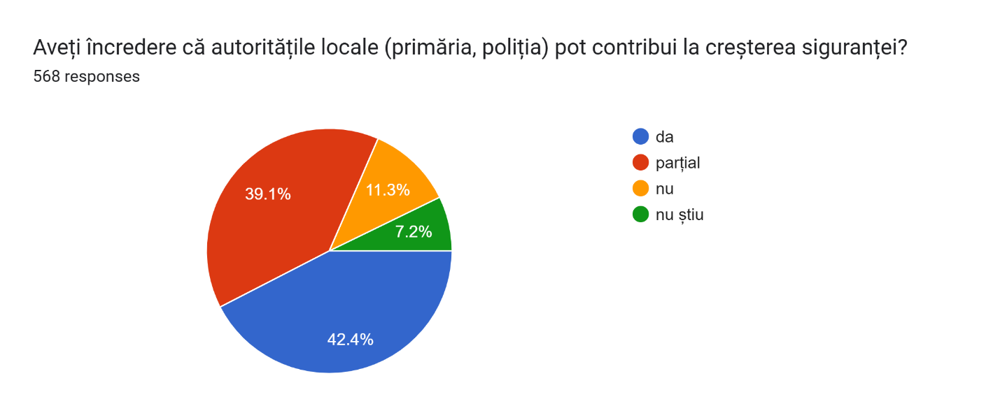 Aveți încredere că autoritățile locale (primăria, poliția) pot contribui la creșterea siguranței?
568 responses
da
parțial
nu
nu știu
39.1%
11.3%
7.2%
42.4%